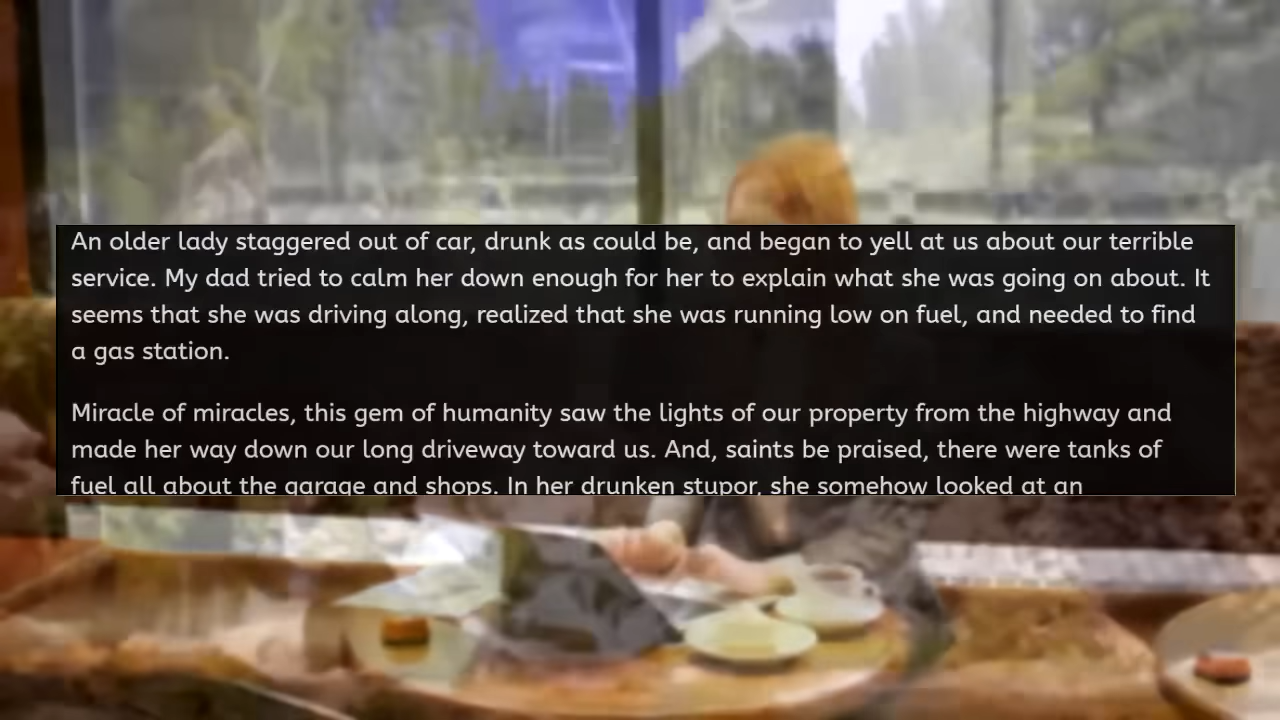 An older lady staggered out of car, drunk as could be, and began to yell at us about our terrible
service. My dad tried to calm her down enough for her to explain what she was going on about. It
seems that she was driving along, realized that she was running low on fuel, and needed to find
a gas station.
Miracle of miracles, this gem of humanity saw the lights of our property from the highway and
made her way down our long driveway toward us. And, saints be praised, there were tanks of
fuel all about the garage and shops. In her drunken stupor, she somehow looked at an